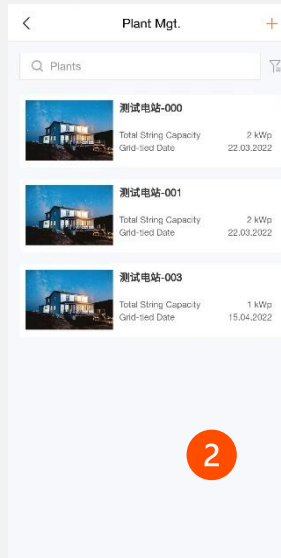 Plant Mgt.
Plants
测试电站-000
Total String Capacity 2 kWp
Grid-tied Date 22.03.2022
测试电站-001
Total String Capacity 2 kWp
Grid-tied Date 22.03.2022
测试电站-003
Total String Capacity 1 kWp
Grid-tied Date 15.04.2022
2